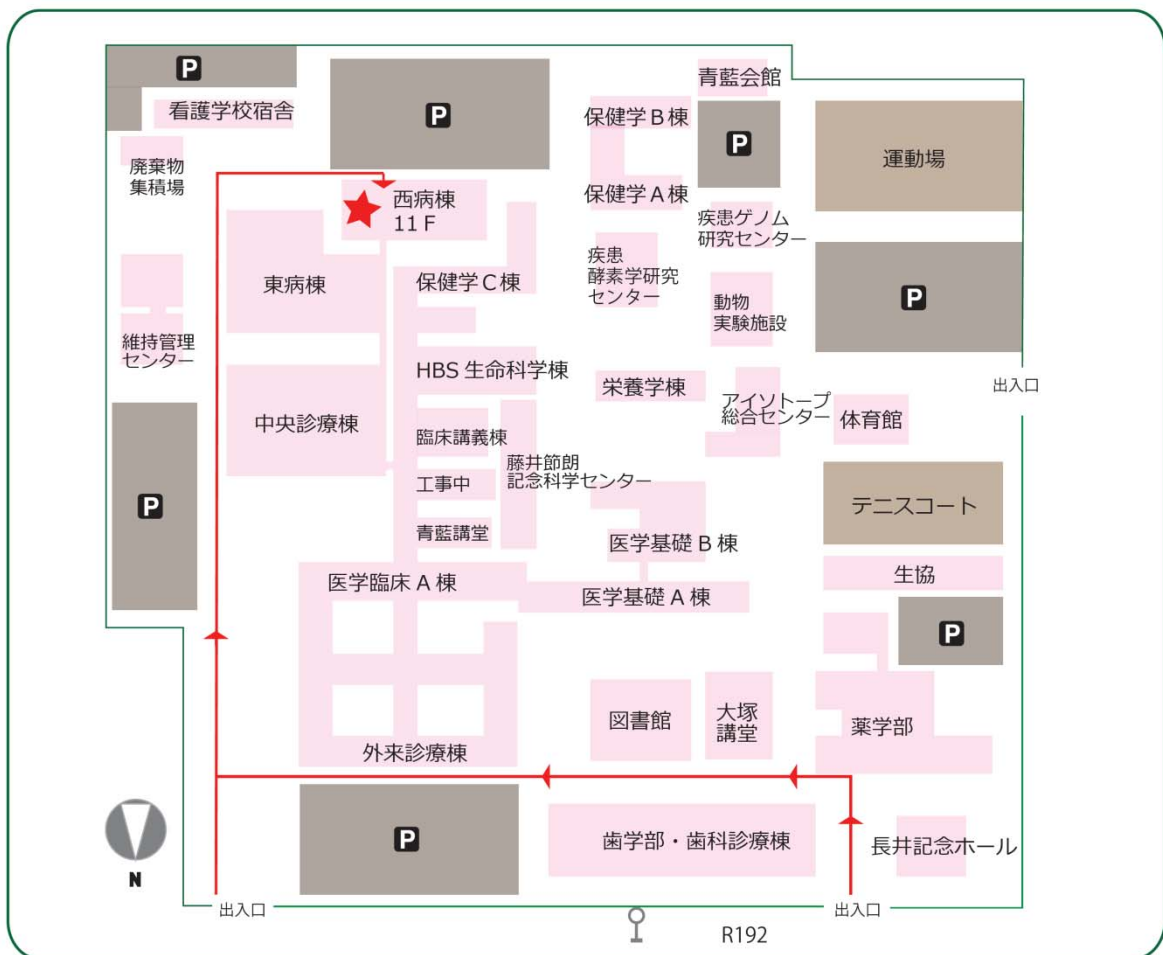 P
看護学校宿舎
廃棄物
集積場
P
青藍会館
保健学B棟
P
運動場
保健学A棟
西病棟
11F
疾患ゲノム
研究センター
東病棟
保健学C棟
疾患
酵素学研究
センター
動物
実験施設
P
維持管理
センター
HBS 生命科学棟
栄養学棟
アイソトープ
総合センター
体育館
出入口
中央診療棟
臨床講義棟
藤井節朗
記念科学センター
工事中
P
青藍講堂
テニスコート
医学基礎 B 棟
医学臨床 A 棟
医学基礎 A 棟
生協
P
図書館
大塚
講堂
薬学部
外来診療棟
P
歯学部・歯科診療棟
長井記念ホール
N
出入口
出入口
R192